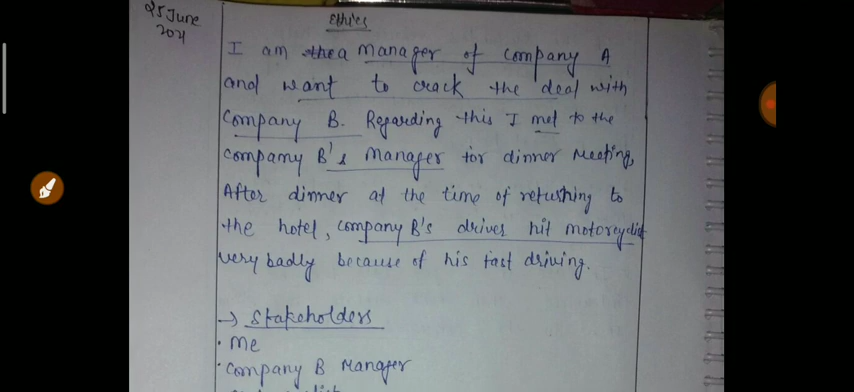 25 June
2021
Ethics
I am a manager of company A
and want to crack the deal with
company B. Regarding this I met to the
company B's Manager for dinner Meeting,
After dinner at the time of returning to
the hotel, company B's driver hit motorcyclist
very badly because of his fast driving.
→ Stakeholders
• Me
• Company B Manager